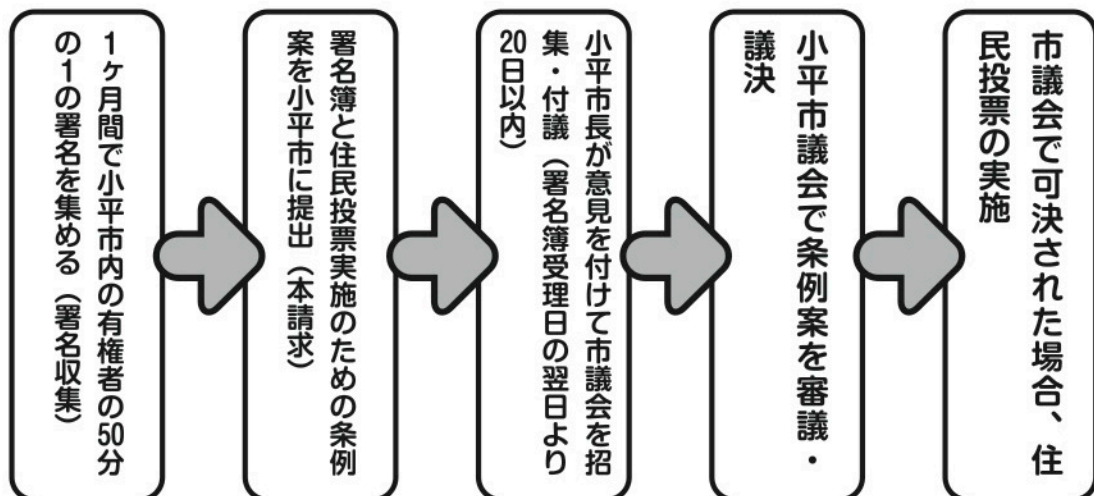 1ヶ月間で小平市内の有権者の50分
の1の署名を集める（署名収集）
署名簿と住民投票実施のための条例
案を小平市に提出（本請求）
小平市長が意見を付けて市議会を招
集・付議（署名簿受理日の翌日より
20日以内）
小平市議会で条例案を審議・
議決
市議会で可決された場合、住
民投票の実施